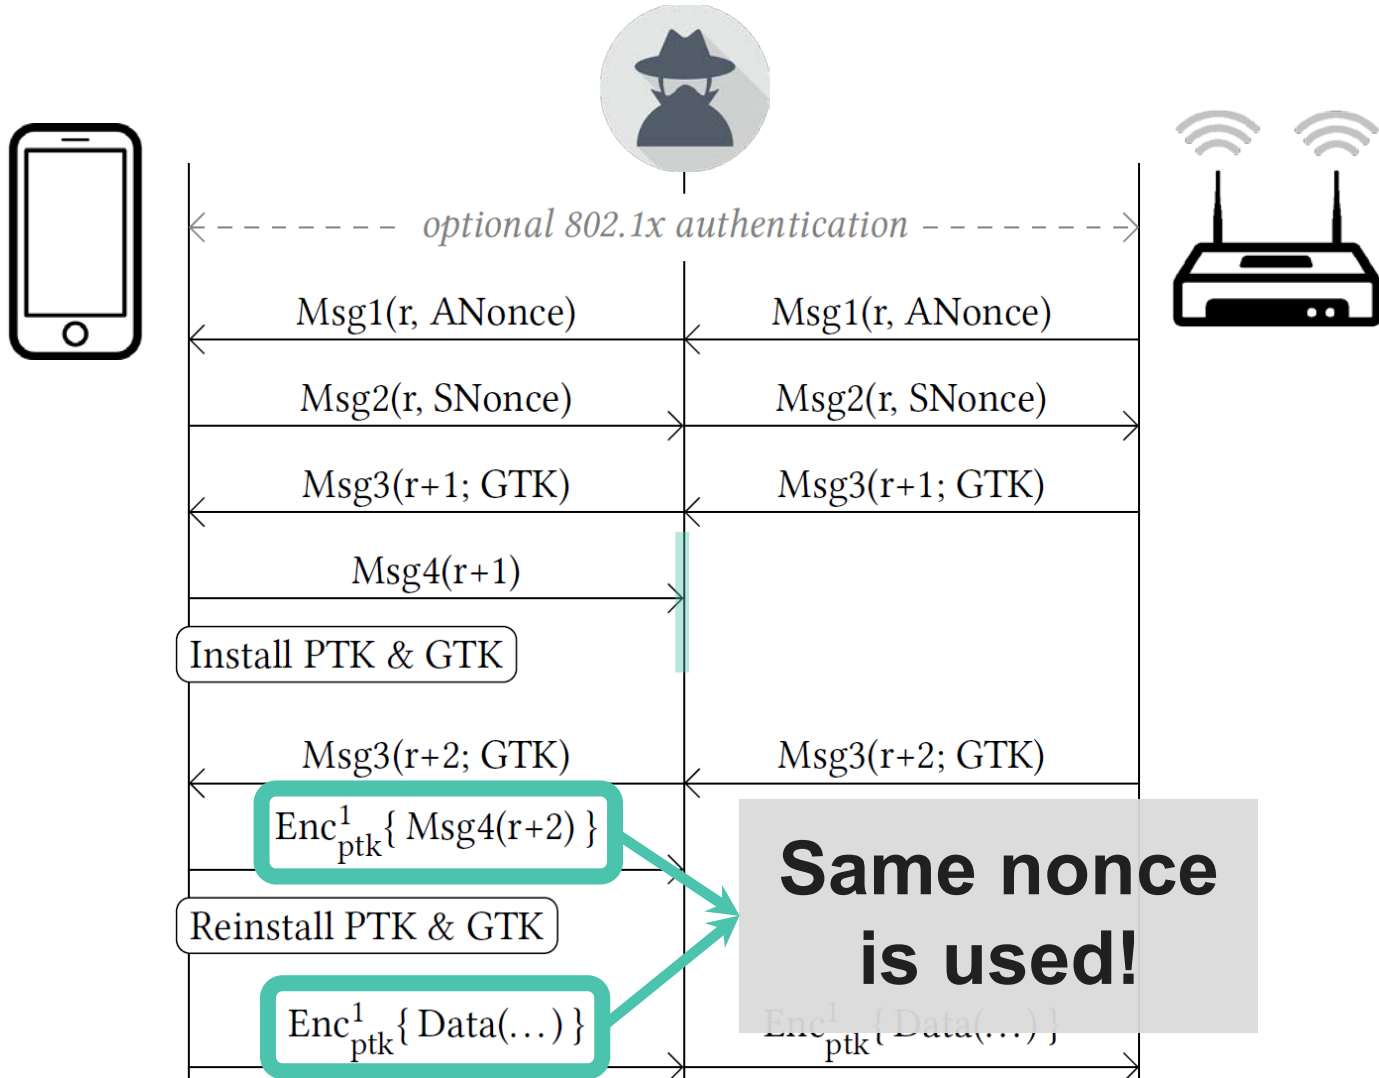 optional 802.1x authentication
Msg1(r, ANonce) Msg1(r, ANonce)
Msg2(r, SNonce) Msg2(r, SNonce)
Msg3(r+1; GTK) Msg3(r+1; GTK)
Msg4(r+1)
Install PTK & GTK
Msg3(r+2; GTK) Msg3(r+2; GTK)
Enc¹ptk{ Msg4(r+2) }
Same nonce
is used!
Reinstall PTK & GTK
Enc¹ptk{ Data(…) } Enc¹ptk{ Data(…) }